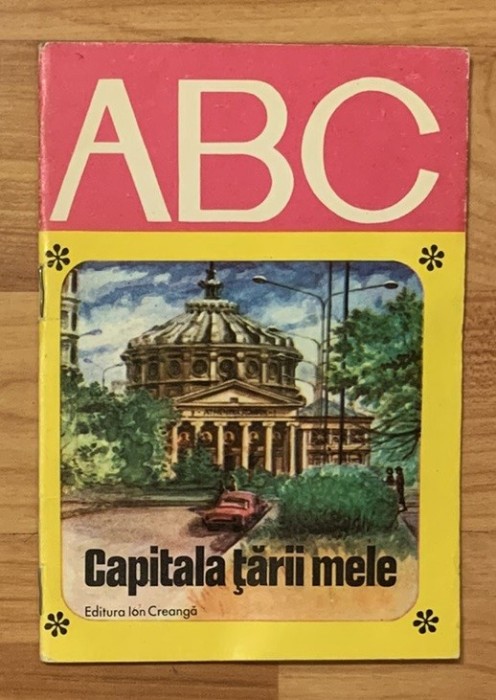 ABC
Capitala ţării mele
Editura Ion Creangă